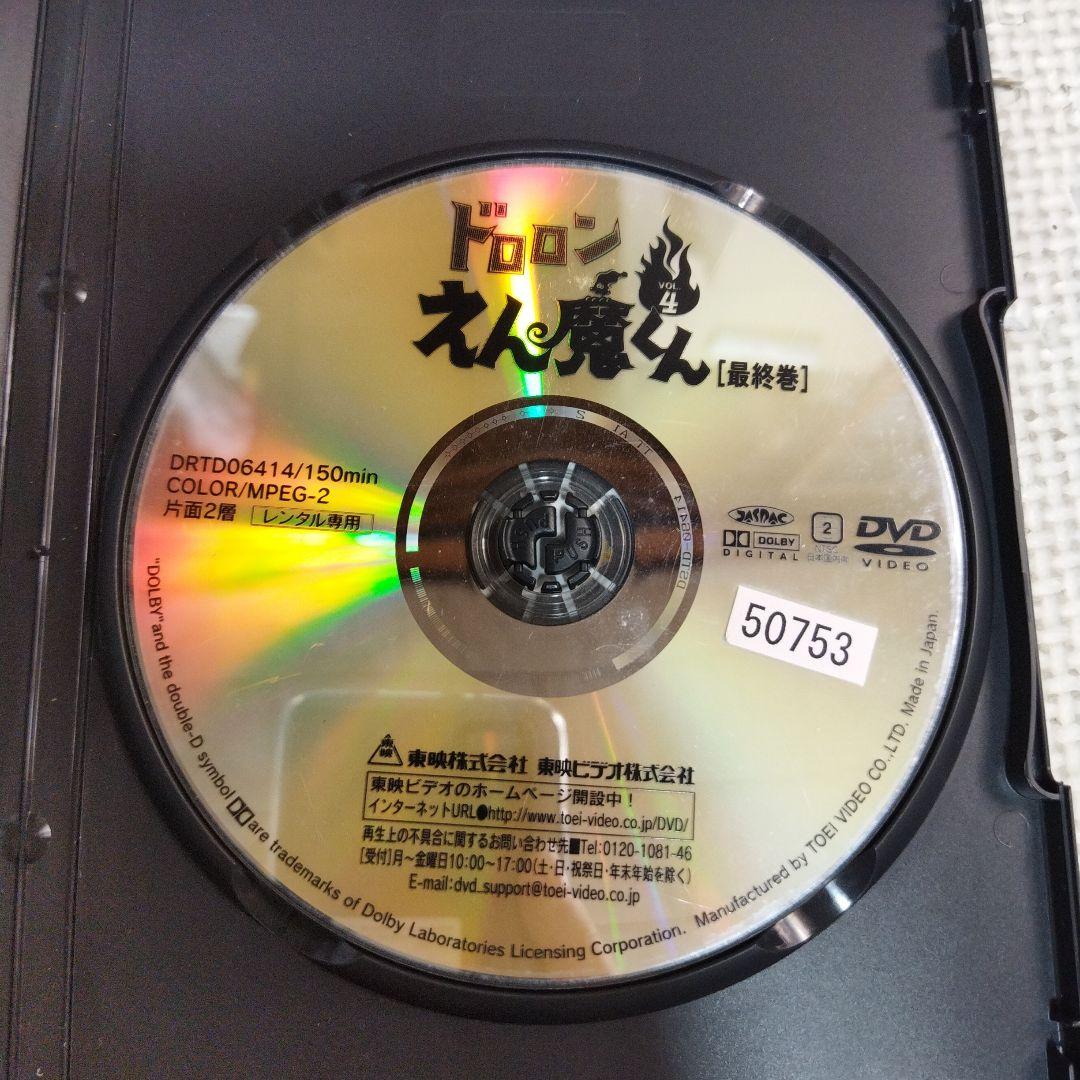 ドロロン
えん魔くん
VOL.
4
[最終巻]
DRTD06414/150min
COLOR/MPEG-2
片面2層 レンタル専用
JASRAC
DOLBY
DIGITAL
2
NTSC
日本国内向
DVD
VIDEO
50753
PUSH
東映
東映株式会社 東映ビデオ株式会社
東映ビデオのホームページ開設中!
インターネットURL●http://www.toei-video.co.jp/DVD/
再生上の不具合に関するお問い合わせ先■Tel:0120-1081-46
[受付]月~金曜日10:00~17:00(土・日・祝祭日・年末年始を除く)
E-mail:dvd_support@toei-video.co.jp
"DOLBY" and the double-D symbol are trademarks of Dolby Laboratories Licensing Corporation. Manufactured by TOEI VIDEO CO.,LTD. Made in Japan.